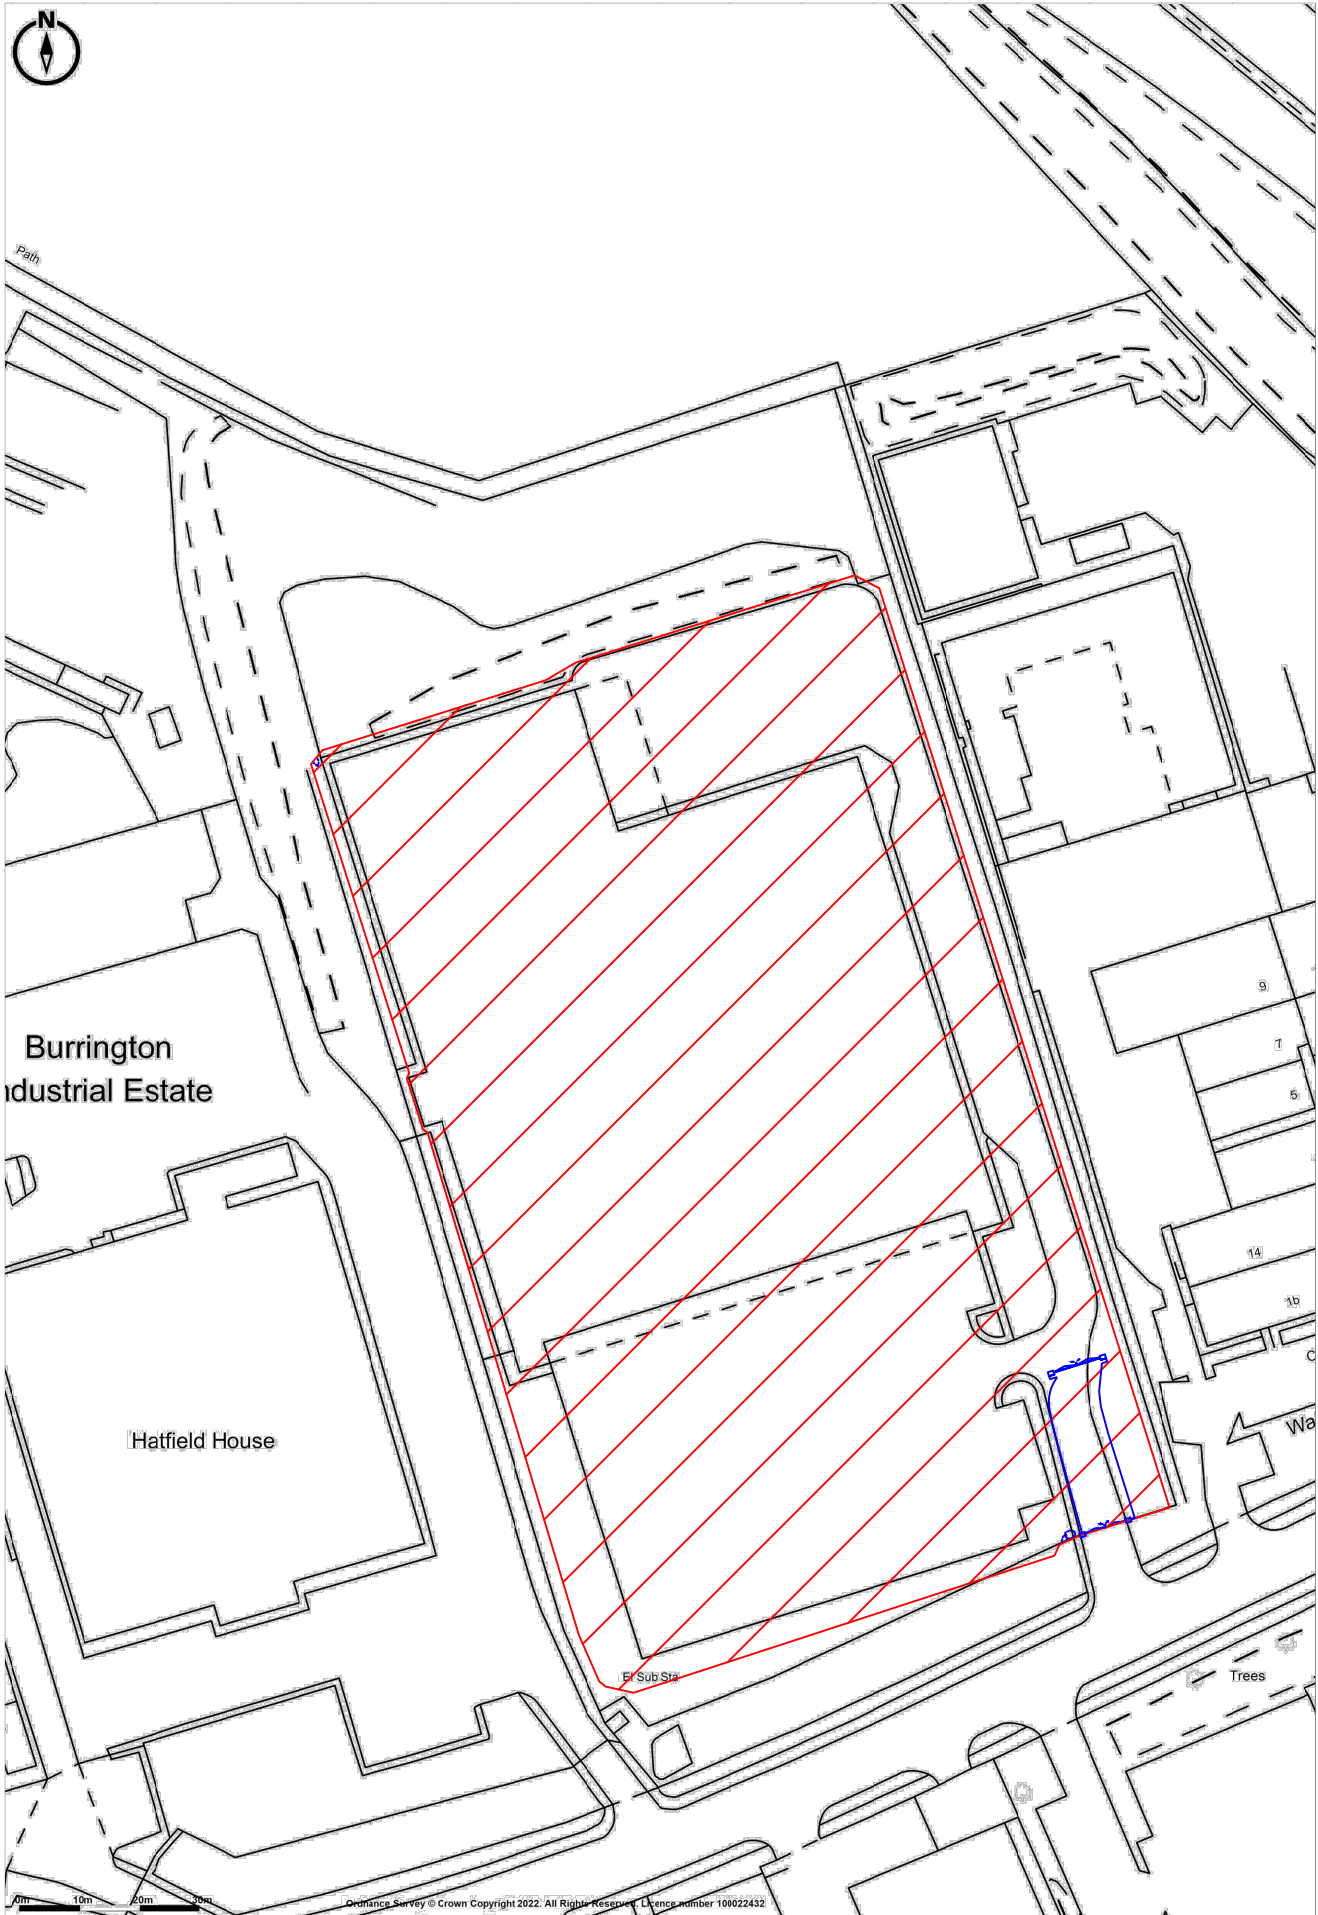 N
Path
Burrington
ndustrial Estate
9
7
5
14
1b
Hatfield House
Wa
El Sub Sta
Trees
0m 10m 20m 30m
Ordnance Survey © Crown Copyright 2022. All Rights Reserved. Licence number 100022432